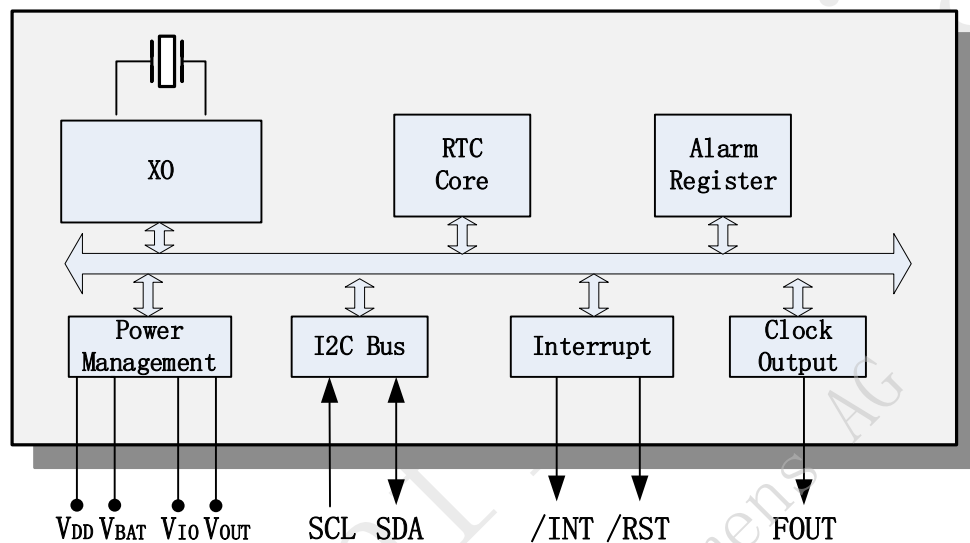 XO
RTC
Core
Alarm
Register
Power
Management
I2C Bus
Interrupt
Clock
Output
VDD VBAT VIO VOUT SCL SDA /INT /RST FOUT
AG